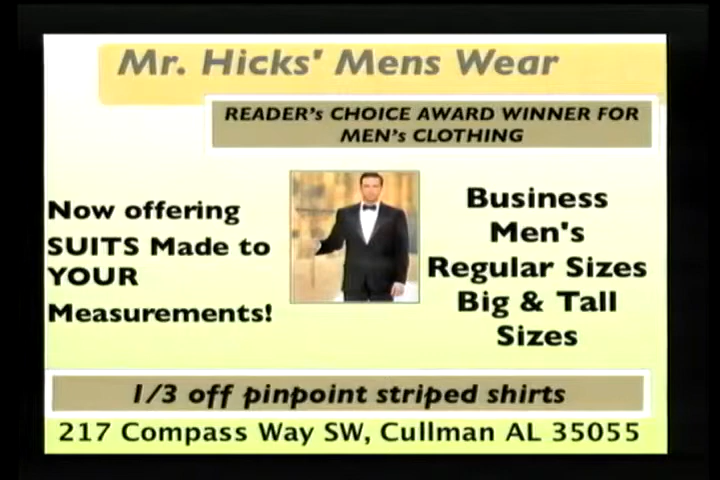 Mr. Hicks' Mens Wear
READER's CHOICE AWARD WINNER FOR
MEN's CLOTHING
Now offering
SUITS Made to
YOUR
Measurements!
Business
Men's
Regular Sizes
Big & Tall
Sizes
1/3 off pinpoint striped shirts
217 Compass Way SW, Cullman AL 35055